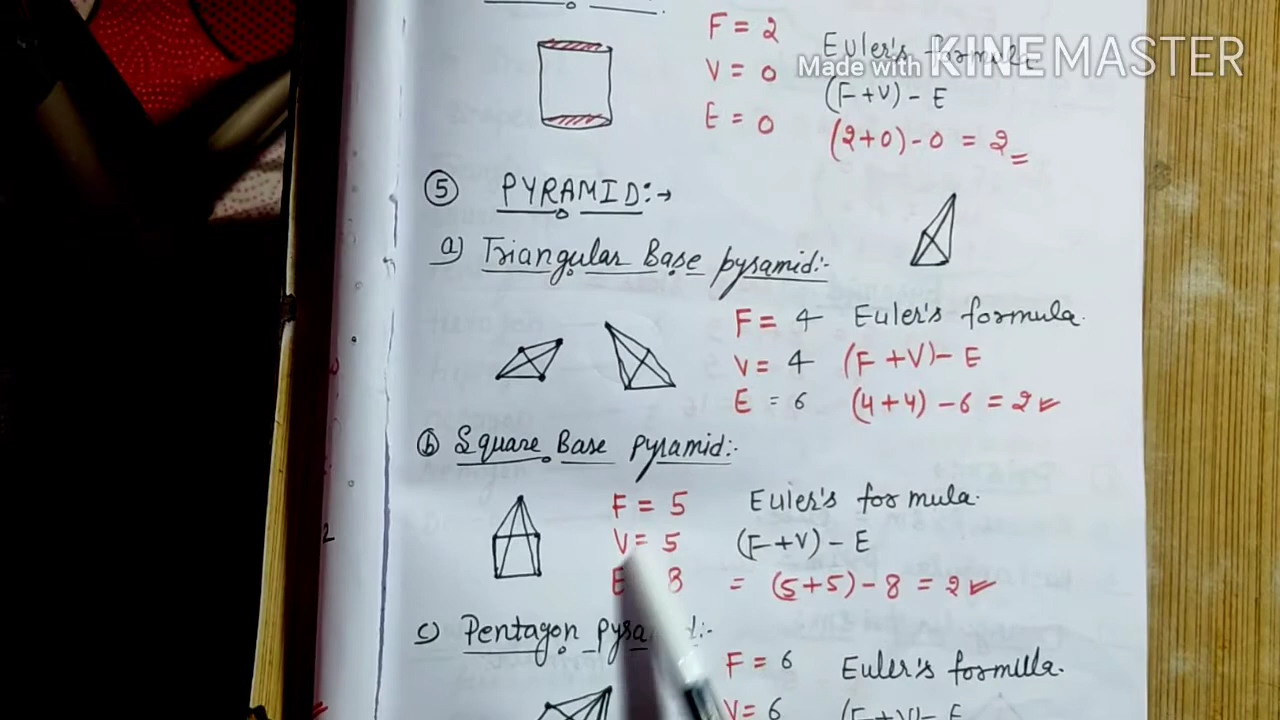 F = 2
Euler's formula
Made with KINEMASTER
V = 0
(F+V) - E
E = 0
(2+0) - 0 = 2
⑤ PYRAMID:→
a) Triangular Base pyramid:-
F = 4 Euler's formula.
V = 4 (F+V) - E
E = 6 (4+4) - 6 = 2 ✓
ⓑ Square Base pyramid:-
F = 5 Euler's formula.
V = 5 (F+V) - E
E 8 = (5+5) - 8 = 2 ✓
c) Pentagon
F = 6 Euler's formula.
V = 6 (F+V) - E
2